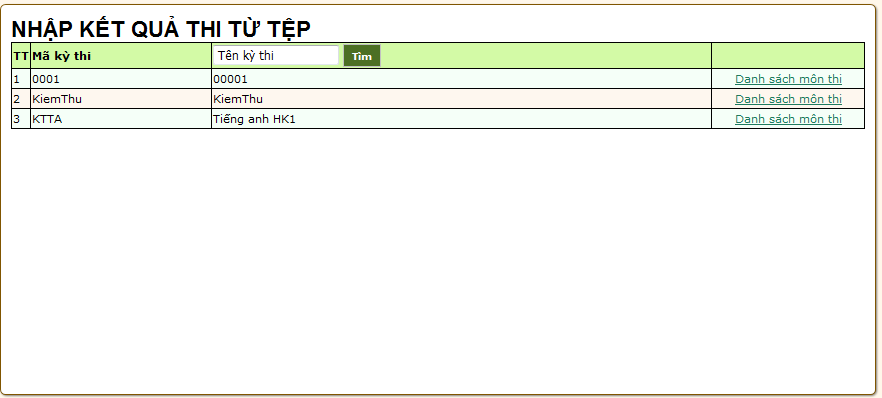 NHẬP KẾT QUẢ THI TỪ TỆP
TT Mã kỳ thi Tên kỳ thi Tìm
1 0001 00001 Danh sách môn thi
2 KiemThu KiemThu Danh sách môn thi
3 KTTA Tiếng anh HK1 Danh sách môn thi